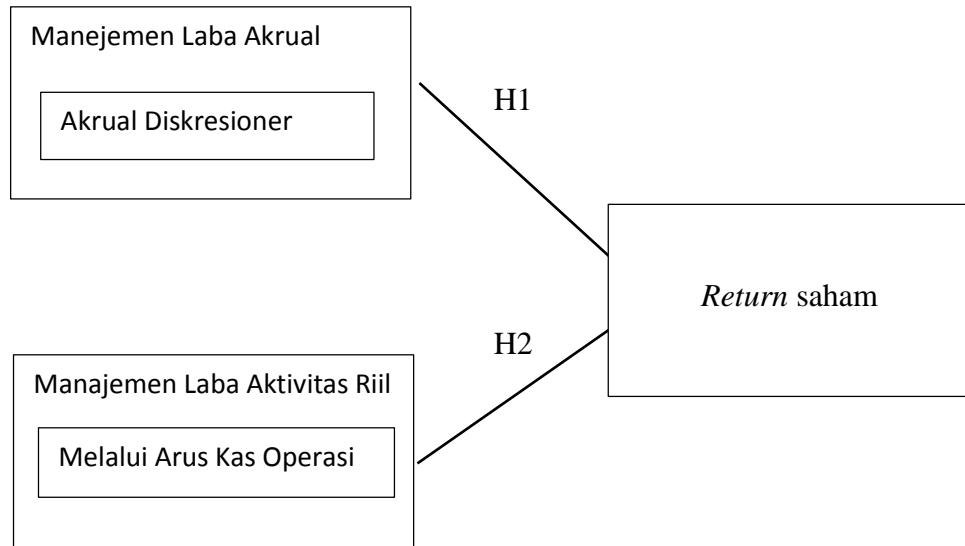 Manejemen Laba Akrual
Akrual Diskresioner
H1
Return saham
H2
Manajemen Laba Aktivitas Riil
Melalui Arus Kas Operasi